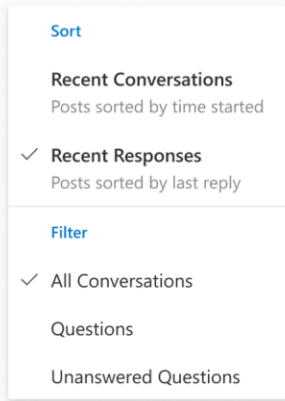 Sort
Recent Conversations
Posts sorted by time started
Recent Responses
Posts sorted by last reply
Filter
All Conversations
Questions
Unanswered Questions